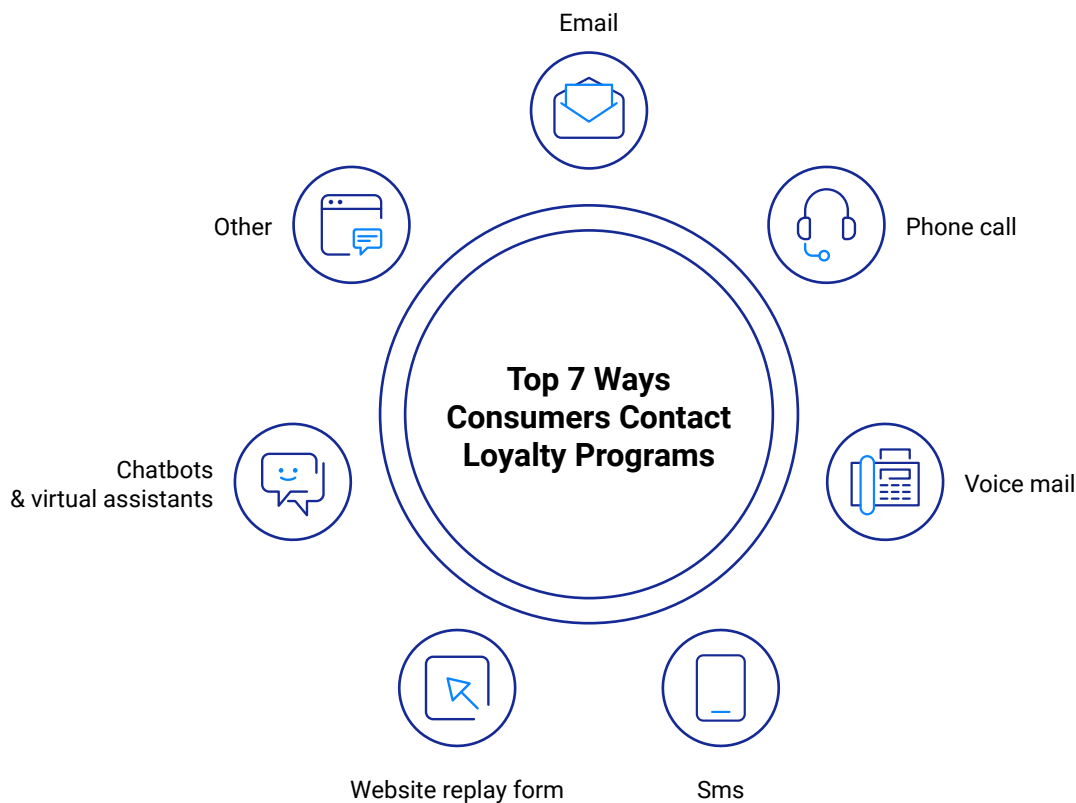 Email
Other
Phone call
Top 7 Ways
Consumers Contact
Loyalty Programs
Chatbots
& virtual assistants
Voice mail
Website replay form
Sms